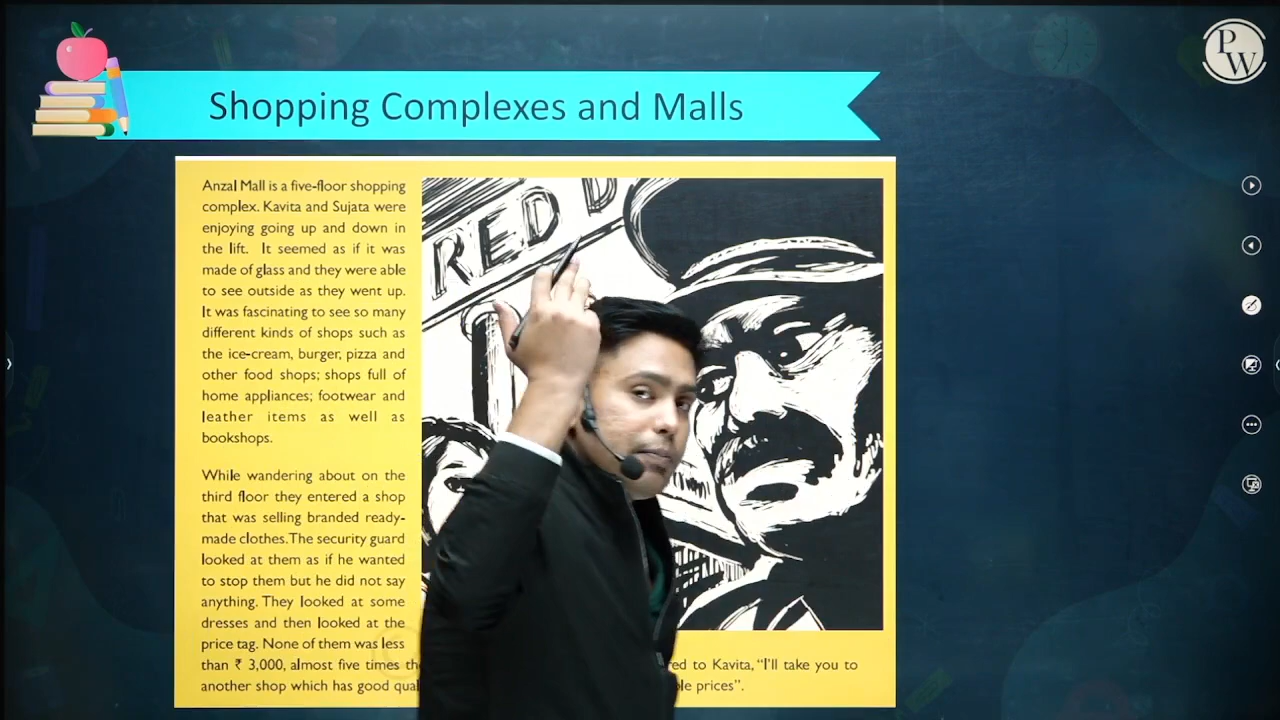 PW
Shopping Complexes and Malls
Anzal Mall is a five-floor shopping
complex. Kavita and Sujata were
enjoying going up and down in
the lift. It seemed as if it was
made of glass and they were able
to see outside as they went up.
It was fascinating to see so many
different kinds of shops such as
the ice-cream, burger, pizza and
other food shops; shops full of
home appliances; footwear and
leather items as well as
bookshops.
While wandering about on the
third floor they entered a shop
that was selling branded ready-
made clothes. The security guard
looked at them as if he wanted
to stop them but he did not say
anything. They looked at some
dresses and then looked at the
price tag. None of them was less
than ₹ 3,000, almost five times to Kavita, “I’ll take you to
another shop which has good prices”.
RED D